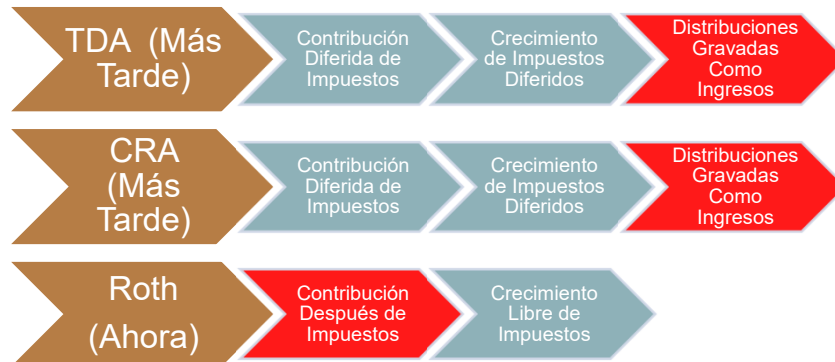 TDA (Más
Tarde)
Contribución
Diferida de
Impuestos
Crecimiento
de Impuestos
Diferidos
Distribuciones
Gravadas
Como
Ingresos
CRA
(Más
Tarde)
Contribución
Diferida de
Impuestos
Crecimiento
de Impuestos
Diferidos
Distribuciones
Gravadas
Como
Ingresos
Roth
(Ahora)
Contribución
Después de
Impuestos
Crecimiento
Libre de
Impuestos